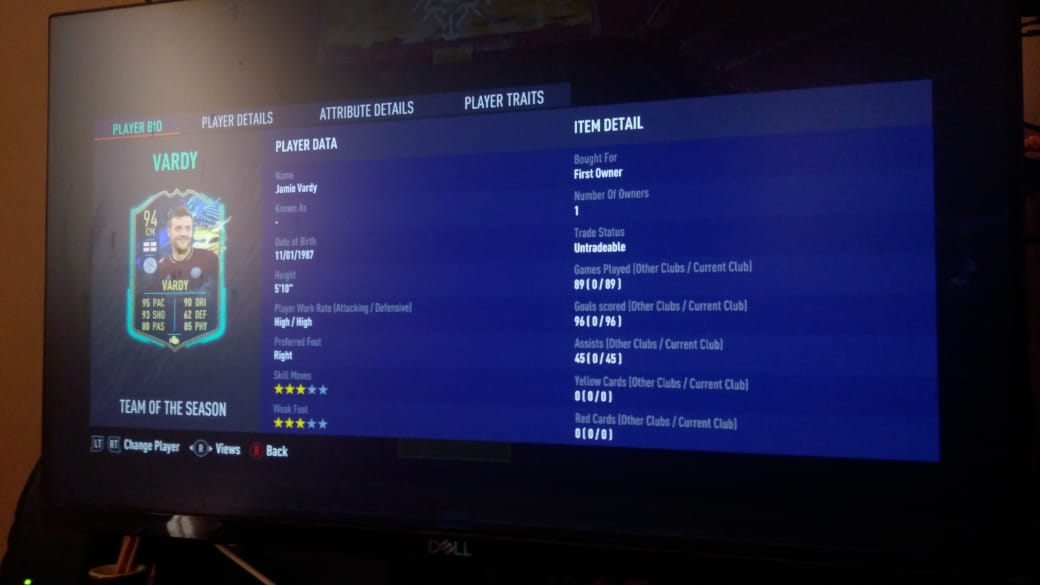 PLAYER BIO
PLAYER DETAILS
ATTRIBUTE DETAILS
PLAYER TRAITS
VARDY
94
CM
VARDY
95 PAC 90 DRI
93 SHO 62 DEF
80 PAS 85 PHY
TEAM OF THE SEASON
PLAYER DATA
Name
Jamie Vardy
Known As
-
Date of Birth
11/01/1987
Height
5'10"
Player Work Rate (Attacking / Defensive)
High / High
Preferred Foot
Right
Skill Moves
Weak Foot
ITEM DETAIL
Bought For
First Owner
Number Of Owners
1
Trade Status
Untradeable
Games Played (Other Clubs / Current Club)
89 ( 0 / 89 )
Goals scored (Other Clubs / Current Club)
96 ( 0 / 96 )
Assists (Other Clubs / Current Club)
45 ( 0 / 45 )
Yellow Cards (Other Clubs / Current Club)
0 ( 0 / 0 )
Red Cards (Other Clubs / Current Club)
0 ( 0 / 0 )
LT RT Change Player R Views B Back
DELL